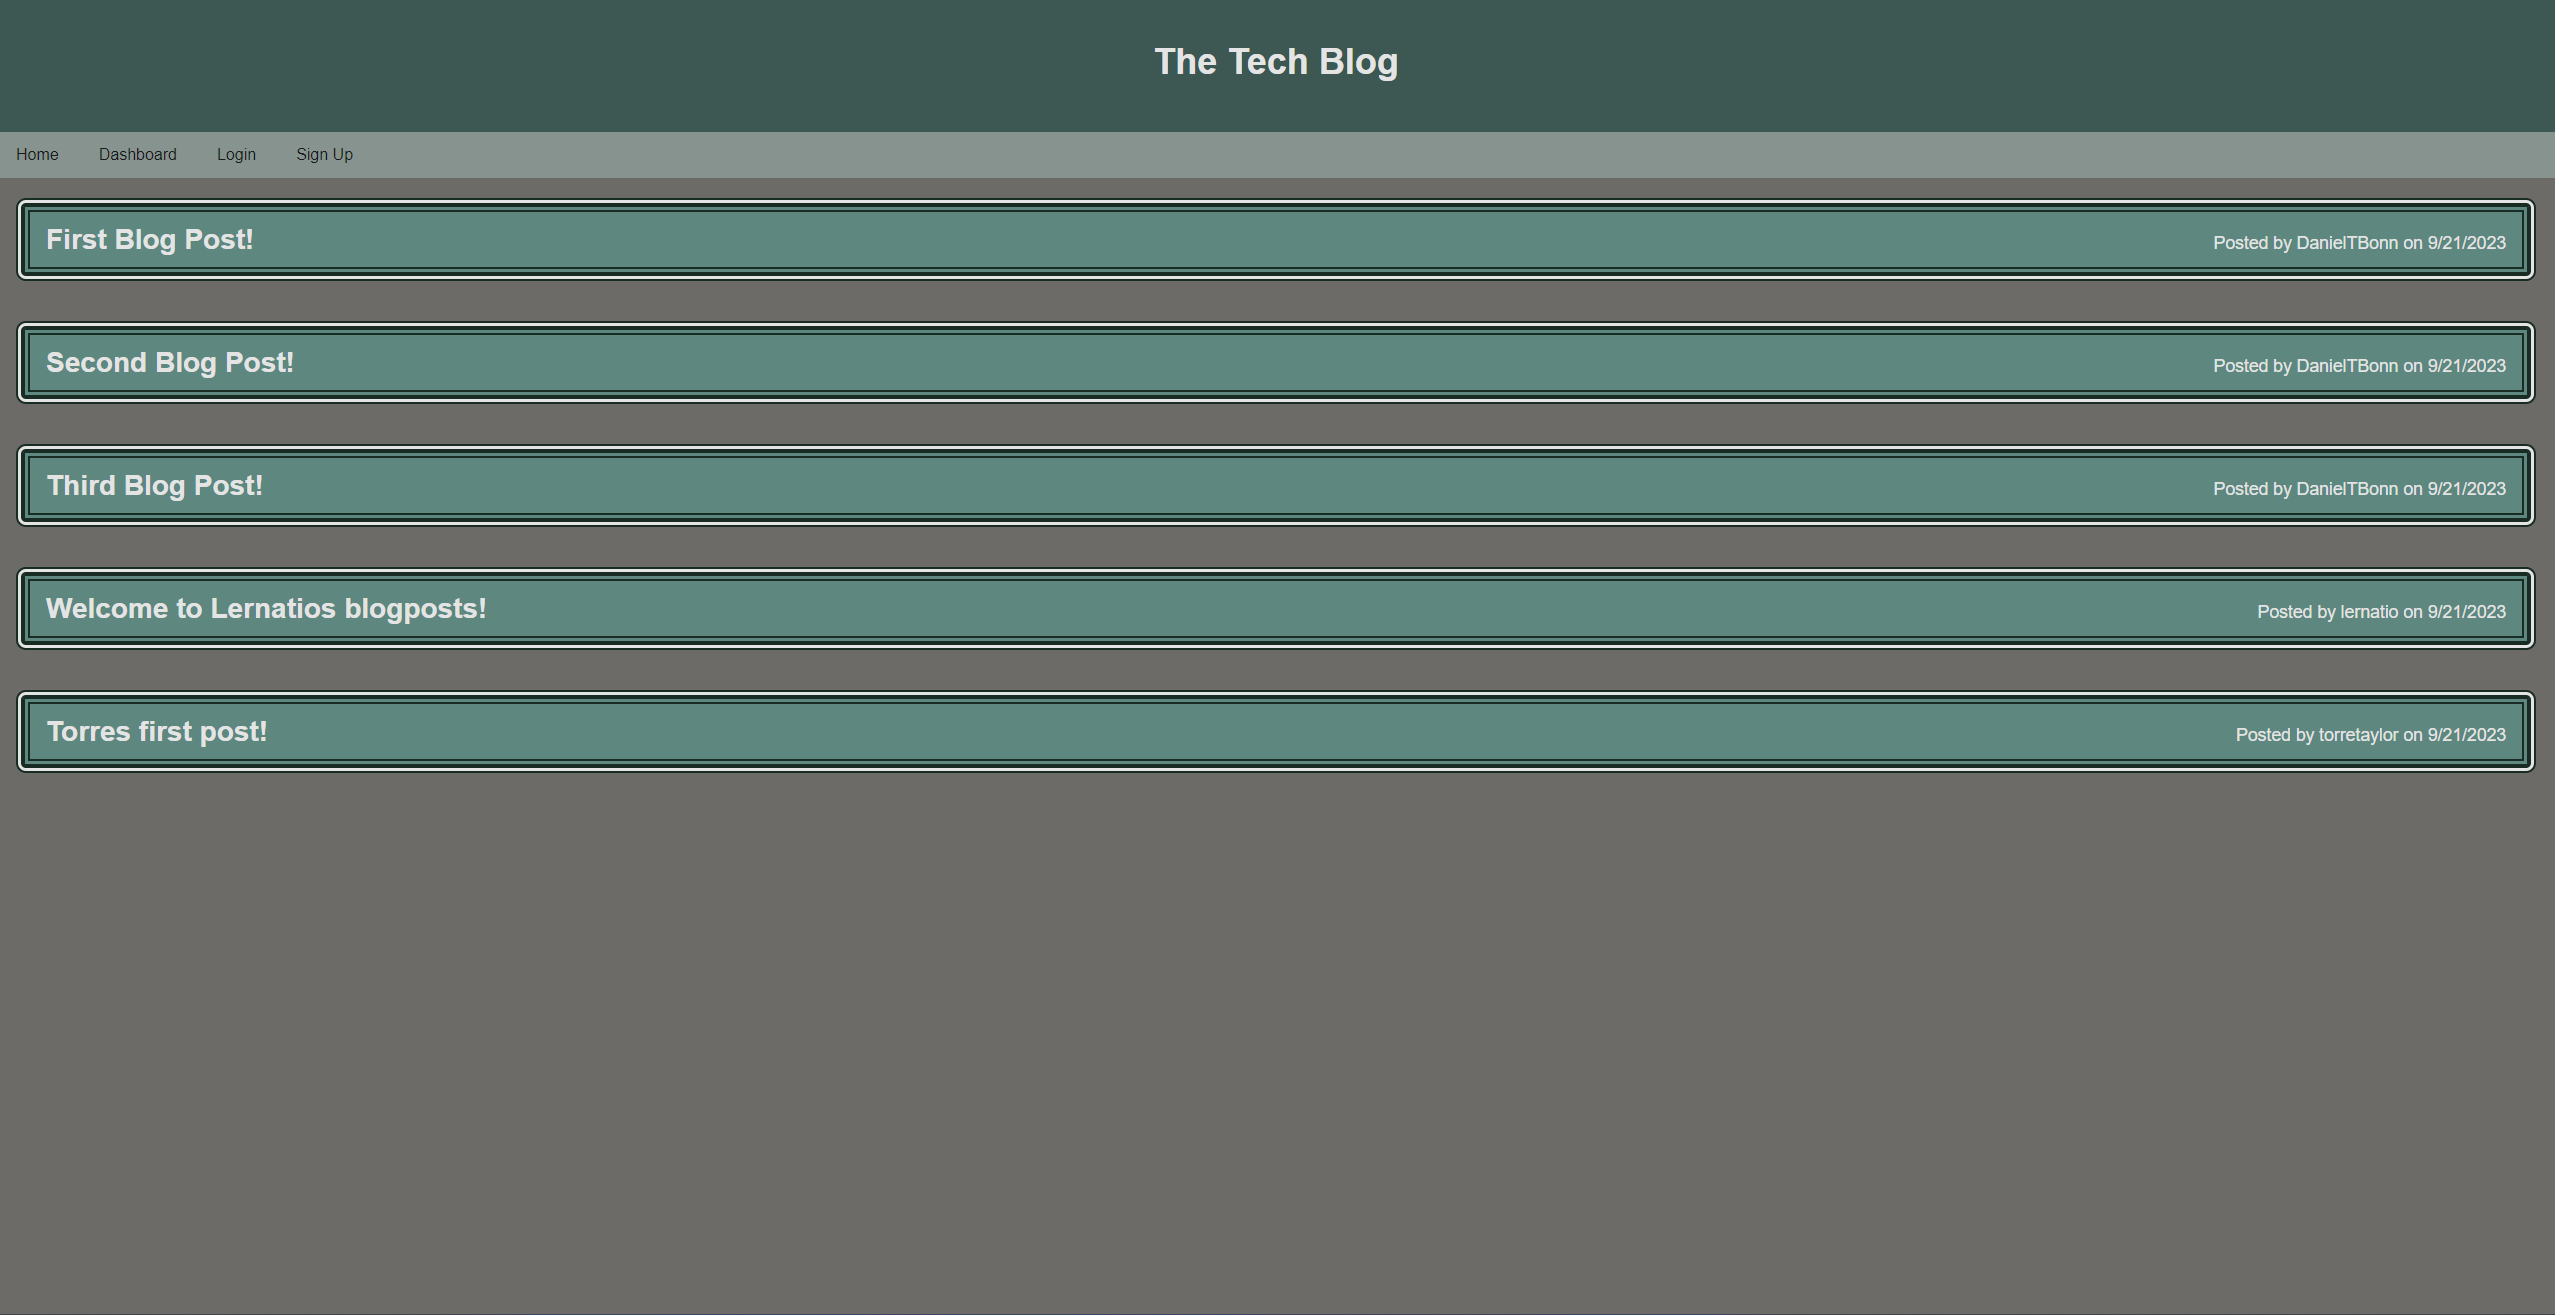 The Tech Blog
Home Dashboard Login Sign Up
First Blog Post! Posted by DanielTBonn on 9/21/2023
Second Blog Post! Posted by DanielTBonn on 9/21/2023
Third Blog Post! Posted by DanielTBonn on 9/21/2023
Welcome to Lernatios blogposts! Posted by lernatio on 9/21/2023
Torres first post! Posted by torretaylor on 9/21/2023